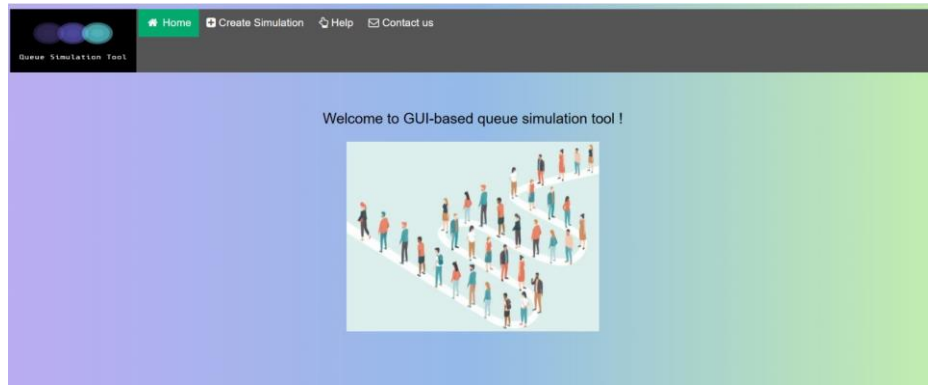 Home Create Simulation Help Contact us
Queue Simulation Tool
Welcome to GUI-based queue simulation tool !